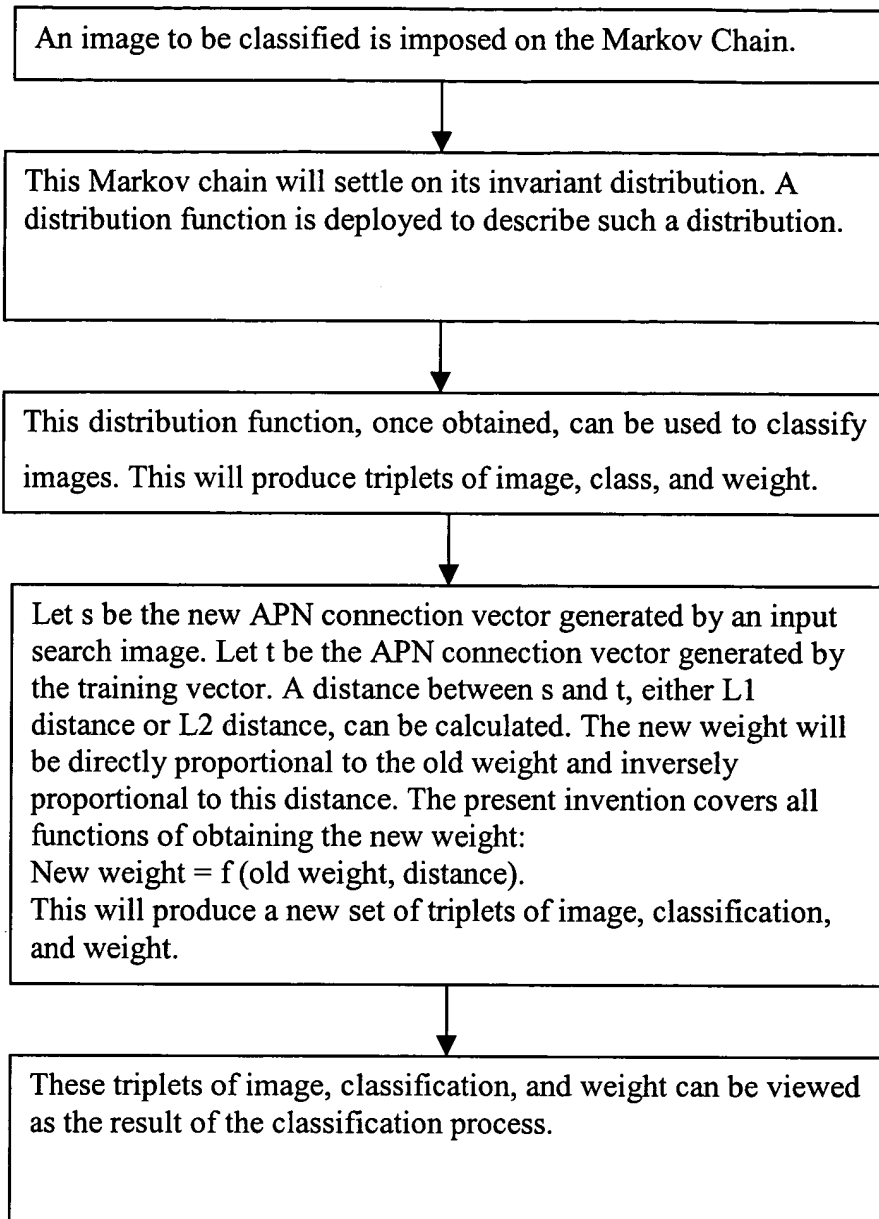 An image to be classified is imposed on the Markov Chain.
This Markov chain will settle on its invariant distribution. A
distribution function is deployed to describe such a distribution.
This distribution function, once obtained, can be used to classify
images. This will produce triplets of image, class, and weight.
Let s be the new APN connection vector generated by an input
search image. Let t be the APN connection vector generated by
the training vector. A distance between s and t, either L1
distance or L2 distance, can be calculated. The new weight will
be directly proportional to the old weight and inversely
proportional to this distance. The present invention covers all
functions of obtaining the new weight:
New weight = f (old weight, distance).
This will produce a new set of triplets of image, classification,
and weight.
These triplets of image, classification, and weight can be viewed
as the result of the classification process.